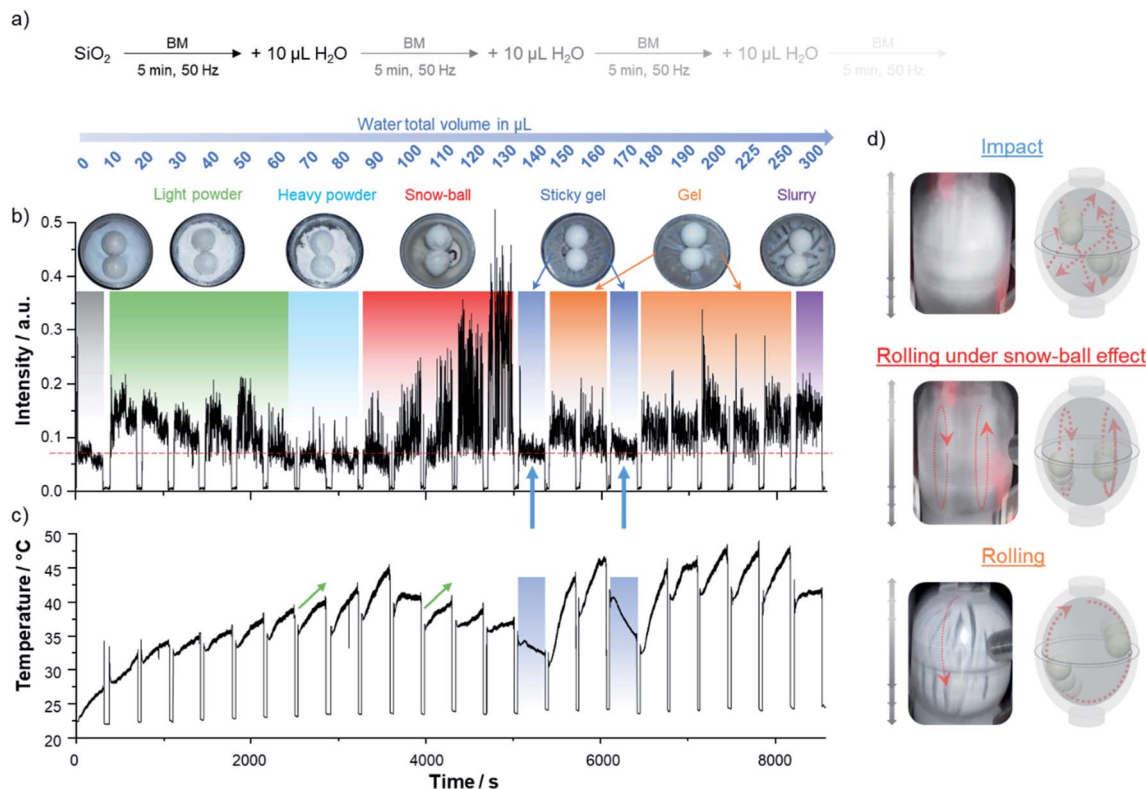 a)
SiO₂ BM 5 min, 50 Hz + 10 µL H₂O BM 5 min, 50 Hz + 10 µL H₂O BM 5 min, 50 Hz + 10 µL H₂O BM 5 min, 50 Hz
Water total volume in µL
0 10 20 30 40 50 60 70 80 90 100 110 120 130 140 150 160 170 180 190 200 225 250 300
Light powder Heavy powder Snow-ball Sticky gel Gel Slurry
b)
Intensity / a.u.
0.5
0.4
0.3
0.2
0.1
0.0
c)
Temperature / °C
50
45
40
35
30
25
20
0 2000 4000 6000 8000
Time / s
d)
Impact
Rolling under snow-ball effect
Rolling